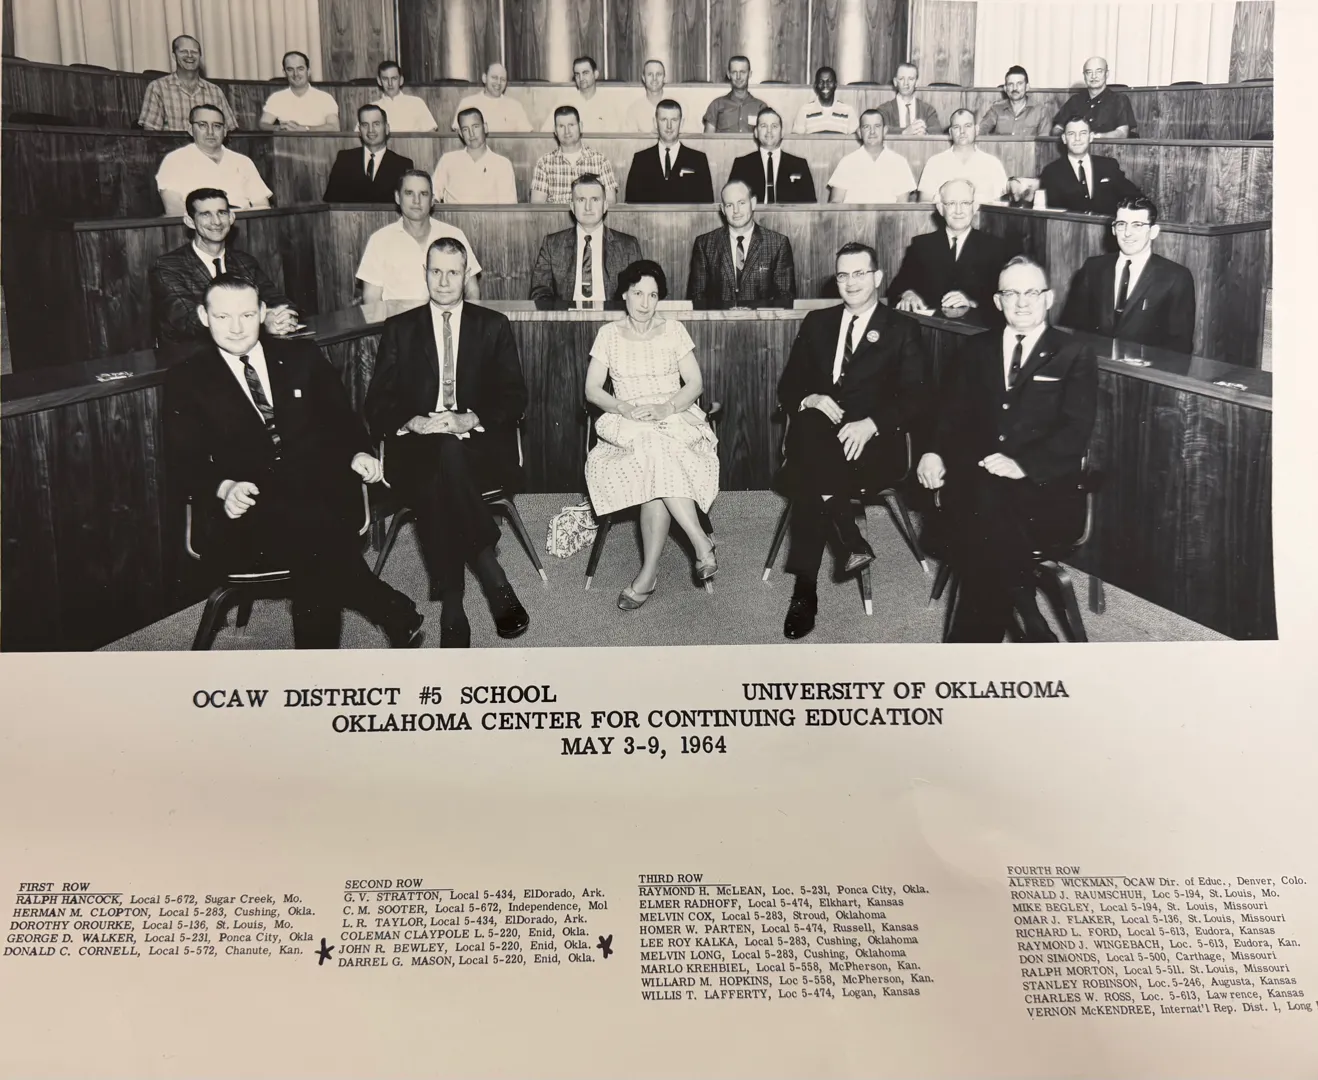 OCAW DISTRICT #5 SCHOOL UNIVERSITY OF OKLAHOMA
OKLAHOMA CENTER FOR CONTINUING EDUCATION
MAY 3-9, 1964
FIRST ROW
RALPH HANCOCK, Local 5-672, Sugar Creek, Mo.
HERMAN M. CLOPTON, Local 5-283, Cushing, Okla.
DOROTHY OROURKE, Local 5-136, St. Louis, Mo.
GEORGE D. WALKER, Local 5-231, Ponca City, Okla
DONALD C. CORNELL, Local 5-572, Chanute, Kan.
SECOND ROW
G. V. STRATTON, Local 5-434, ElDorado, Ark.
C. M. SOOTER, Local 5-672, Independence, Mol
L. R. TAYLOR, Local 5-434, ElDorado, Ark.
COLEMAN CLAYPOLE L. 5-220, Enid, Okla.
JOHN R. BEWLEY, Local 5-220, Enid, Okla.
DARREL G. MASON, Local 5-220, Enid, Okla.
THIRD ROW
RAYMOND H. McLEAN, Loc. 5-231, Ponca City, Okla.
ELMER RADHOFF, Local 5-474, Elkhart, Kansas
MELVIN COX, Local 5-283, Stroud, Oklahoma
HOMER W. PARTEN, Local 5-474, Russell, Kansas
LEE ROY KALKA, Local 5-283, Cushing, Oklahoma
MELVIN LONG, Local 5-283, Cushing, Oklahoma
MARLO KREHBIEL, Local 5-558, McPherson, Kan.
WILLARD M. HOPKINS, Loc 5-558, McPherson, Kan.
WILLIS T. LAFFERTY, Loc 5-474, Logan, Kansas
FOURTH ROW
ALFRED WICKMAN, OCAW Dir. of Educ., Denver, Colo.
RONALD J. RAUMSCHUH, Loc 5-194, St. Louis, Mo.
MIKE BEGLEY, Local 5-194, St. Louis, Missouri
OMAR J. FLAKER, Local 5-136, St. Louis, Missouri
RICHARD L. FORD, Local 5-613, Eudora, Kansas
RAYMOND J. WINGEBACH, Loc. 5-613, Eudora, Kan.
DON SIMONDS, Local 5-500, Carthage, Missouri
RALPH MORTON, Local 5-511. St. Louis, Missouri
STANLEY ROBINSON, Loc. 5-246, Augusta, Kansas
CHARLES W. ROSS, Loc. 5-613, Lawrence, Kansas
VERNON McKENDREE, Internat'l Rep. Dist. 1, Long